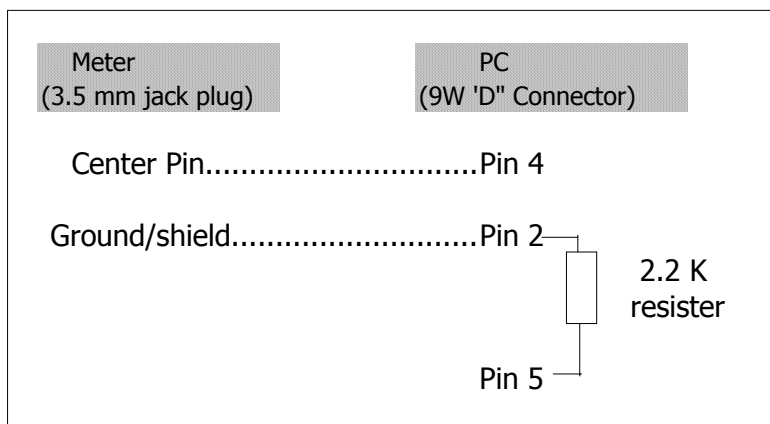 Meter PC
(3.5 mm jack plug) (9W 'D" Connector)
Center Pin..............................Pin 4
Ground/shield...........................Pin 2
2.2 K
resister
Pin 5